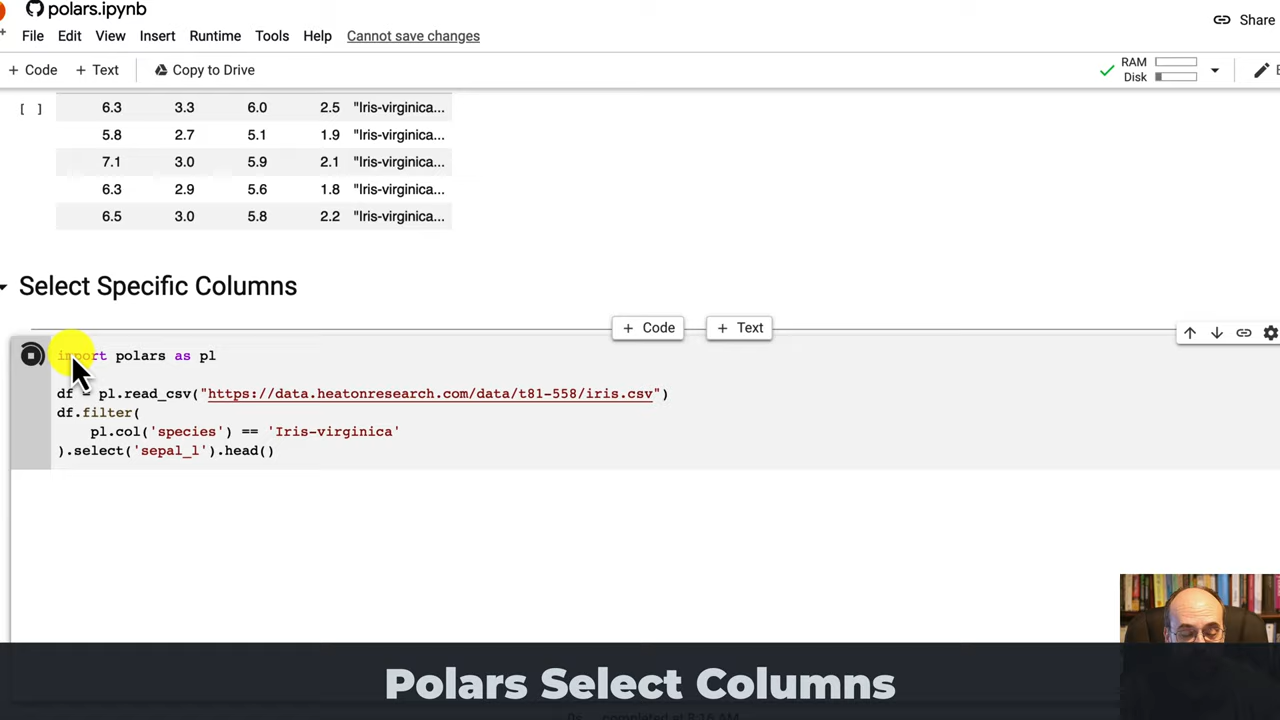 polars.ipynb
Share
File Edit View Insert Runtime Tools Help Cannot save changes
+ Code + Text Copy to Drive RAM
Disk
[ ] 6.3 3.3 6.0 2.5 "Iris-virginica...
5.8 2.7 5.1 1.9 "Iris-virginica...
7.1 3.0 5.9 2.1 "Iris-virginica...
6.3 2.9 5.6 1.8 "Iris-virginica...
6.5 3.0 5.8 2.2 "Iris-virginica...
Select Specific Columns
+ Code + Text
import polars as pl
df = pl.read_csv("https://data.heatonresearch.com/data/t81-558/iris.csv")
df.filter(
pl.col('species') == 'Iris-virginica'
).select('sepal_l').head()
Polars Select Columns